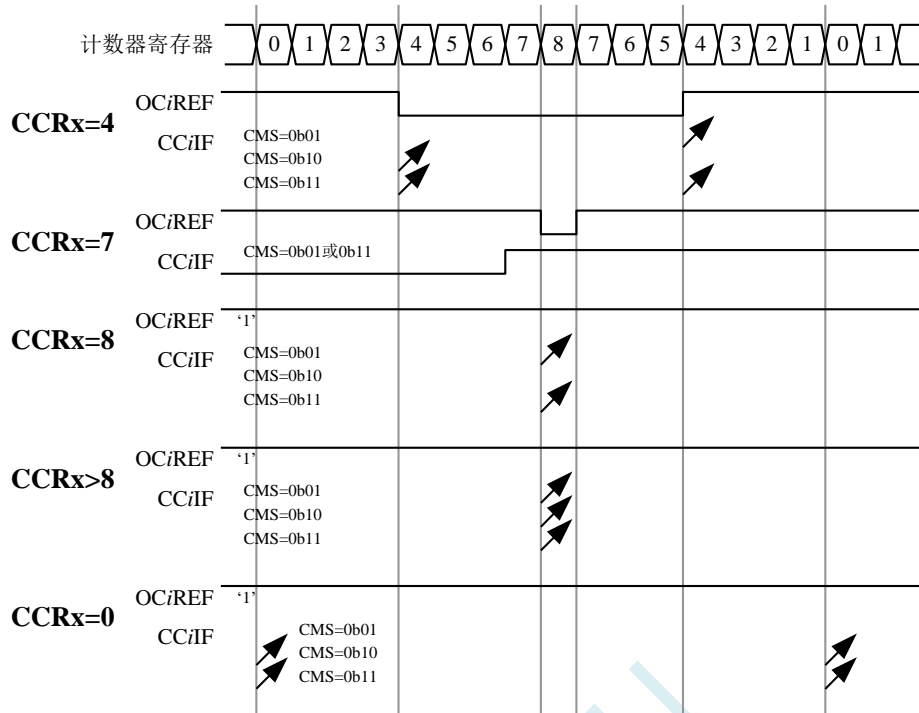 计数器寄存器 0 1 2 3 4 5 6 7 8 7 6 5 4 3 2 1 0 1
CCRx=4
OCiREF
CCiIF
CMS=0b01
CMS=0b10
CMS=0b11
CCRx=7
OCiREF
CCiIF
CMS=0b01或0b11
CCRx=8
OCiREF
‘1’
CCiIF
CMS=0b01
CMS=0b10
CMS=0b11
CCRx>8
OCiREF
‘1’
CCiIF
CMS=0b01
CMS=0b10
CMS=0b11
CCRx=0
OCiREF
‘1’
CCiIF
CMS=0b01
CMS=0b10
CMS=0b11